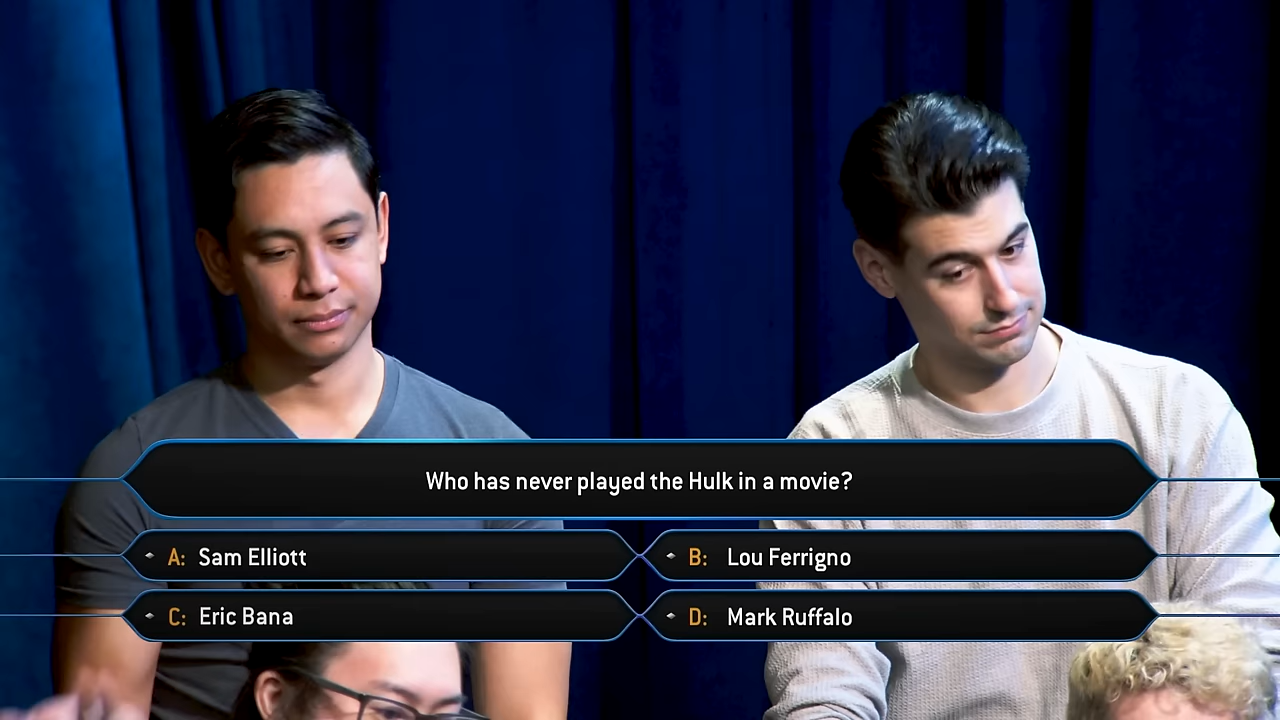 Who has never played the Hulk in a movie?
A: Sam Elliott
B: Lou Ferrigno
C: Eric Bana
D: Mark Ruffalo